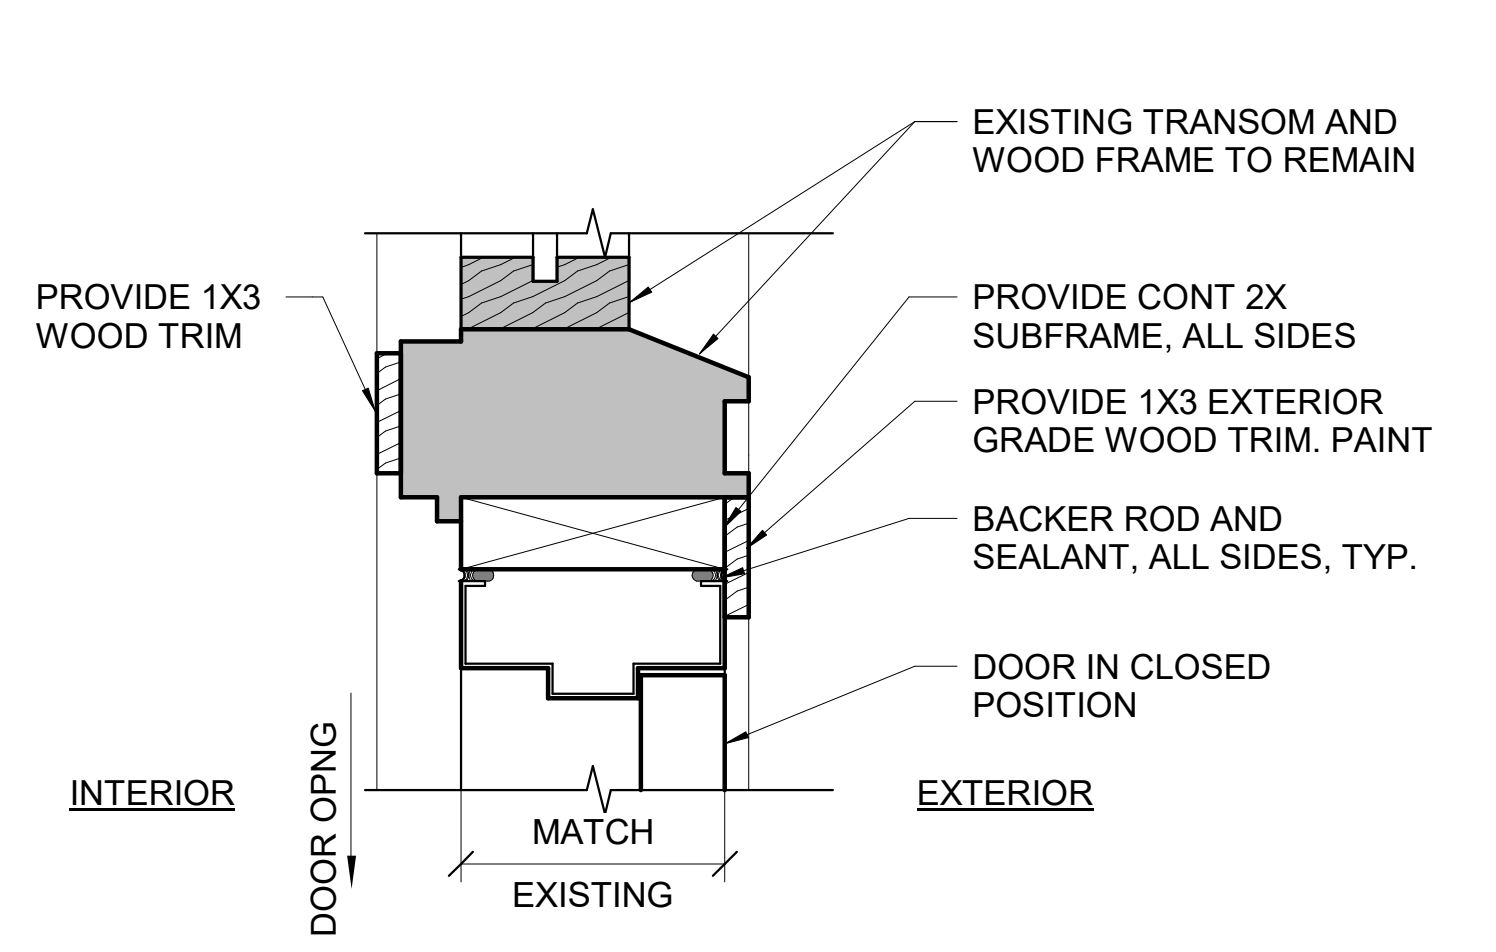 EXISTING TRANSOM AND
WOOD FRAME TO REMAIN
PROVIDE 1X3
WOOD TRIM
PROVIDE CONT 2X
SUBFRAME, ALL SIDES
PROVIDE 1X3 EXTERIOR
GRADE WOOD TRIM. PAINT
BACKER ROD AND
SEALANT, ALL SIDES, TYP.
DOOR IN CLOSED
POSITION
INTERIOR
DOOR OPNG
EXTERIOR
MATCH
EXISTING